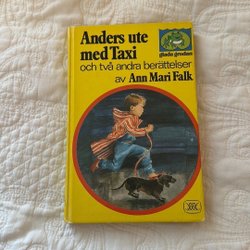 Anders ute
med Taxi
och två andra berättelser
av Ann Mari Falk
glada grodan